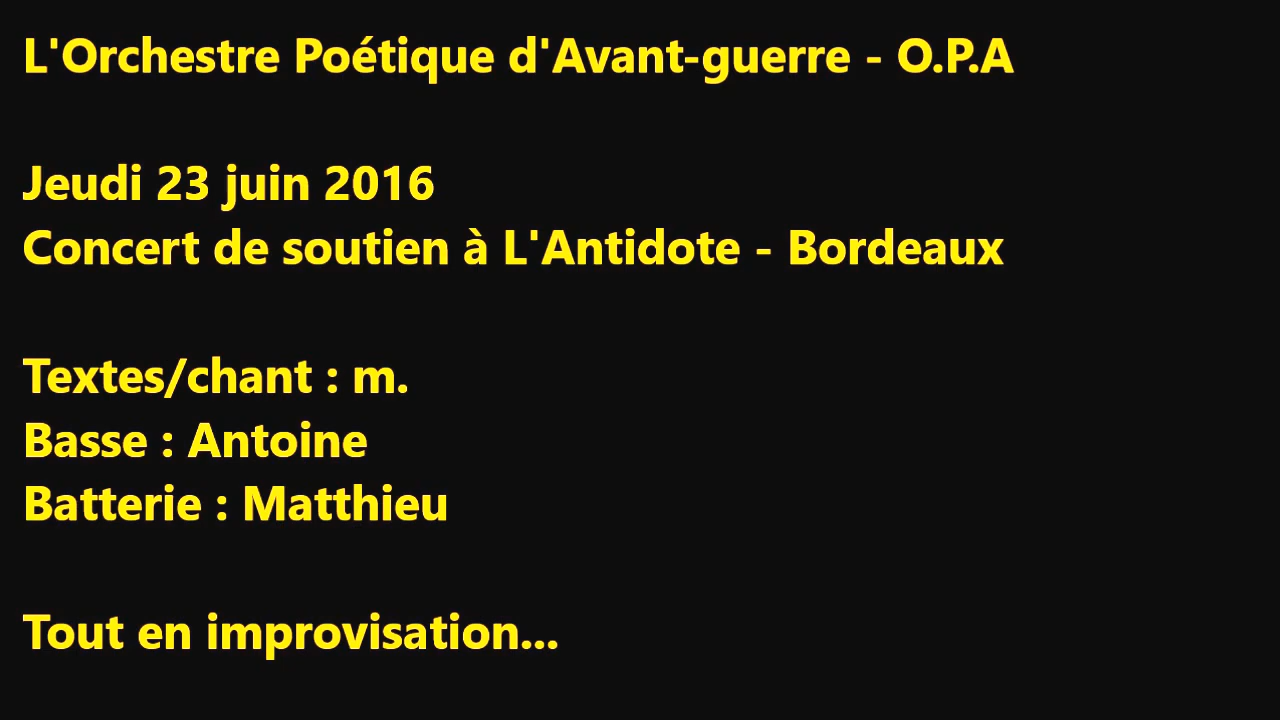 L'Orchestre Poétique d'Avant-guerre - O.P.A
Jeudi 23 juin 2016
Concert de soutien à L'Antidote - Bordeaux
Textes/chant : m.
Basse : Antoine
Batterie : Matthieu
Tout en improvisation...